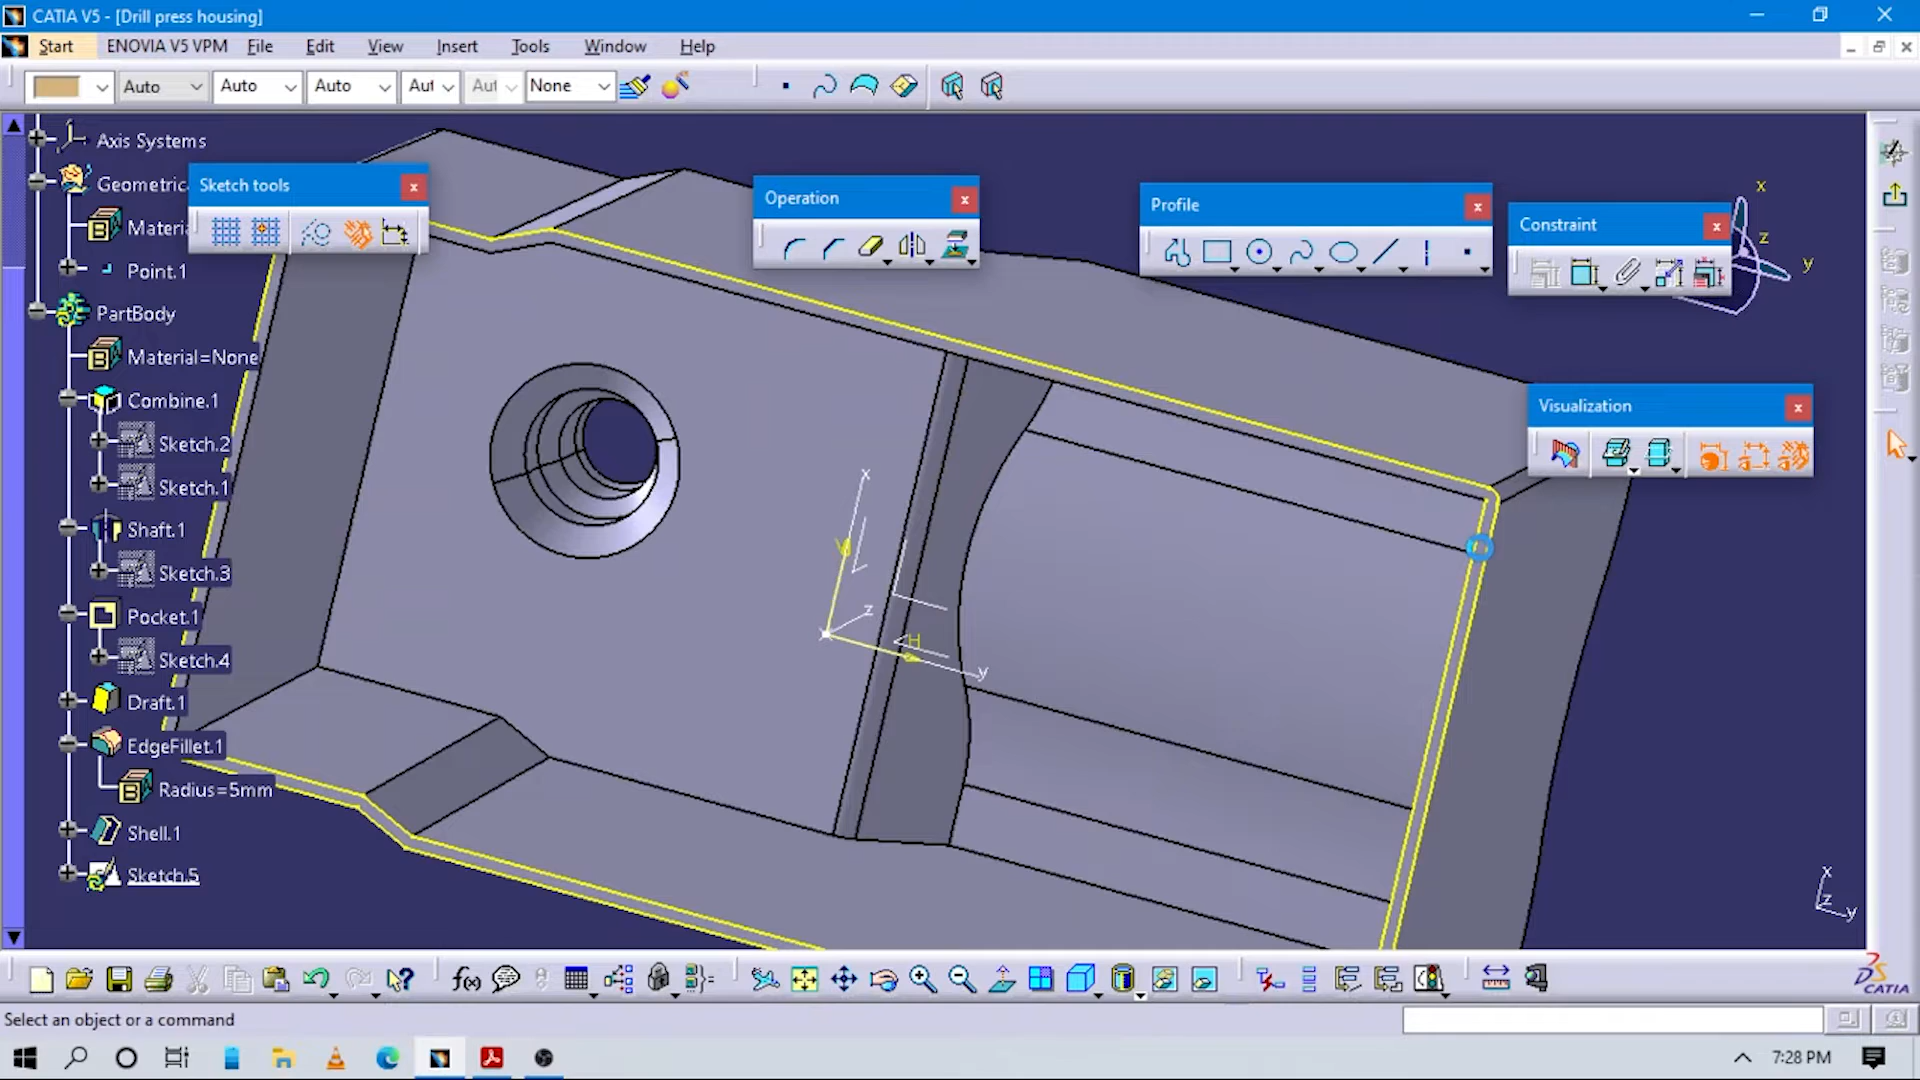 CATIA V5 - [Drill press housing]
Start ENOVIA V5 VPM File Edit View Insert Tools Window Help
Auto Auto Auto Aut Aut None
Axis Systems
Geometric
Materia
Point.1
PartBody
Material=None
Combine.1
Sketch.2
Sketch.1
Shaft.1
Sketch.3
Pocket.1
Sketch.4
Draft.1
EdgeFillet.1
Radius=5mm
Shell.1
Sketch.5
Sketch tools
Operation
Profile
Constraint
Visualization
x
z
y
x
V
z
H
y
x
z
y
CATIA
Select an object or a command
7:28 PM